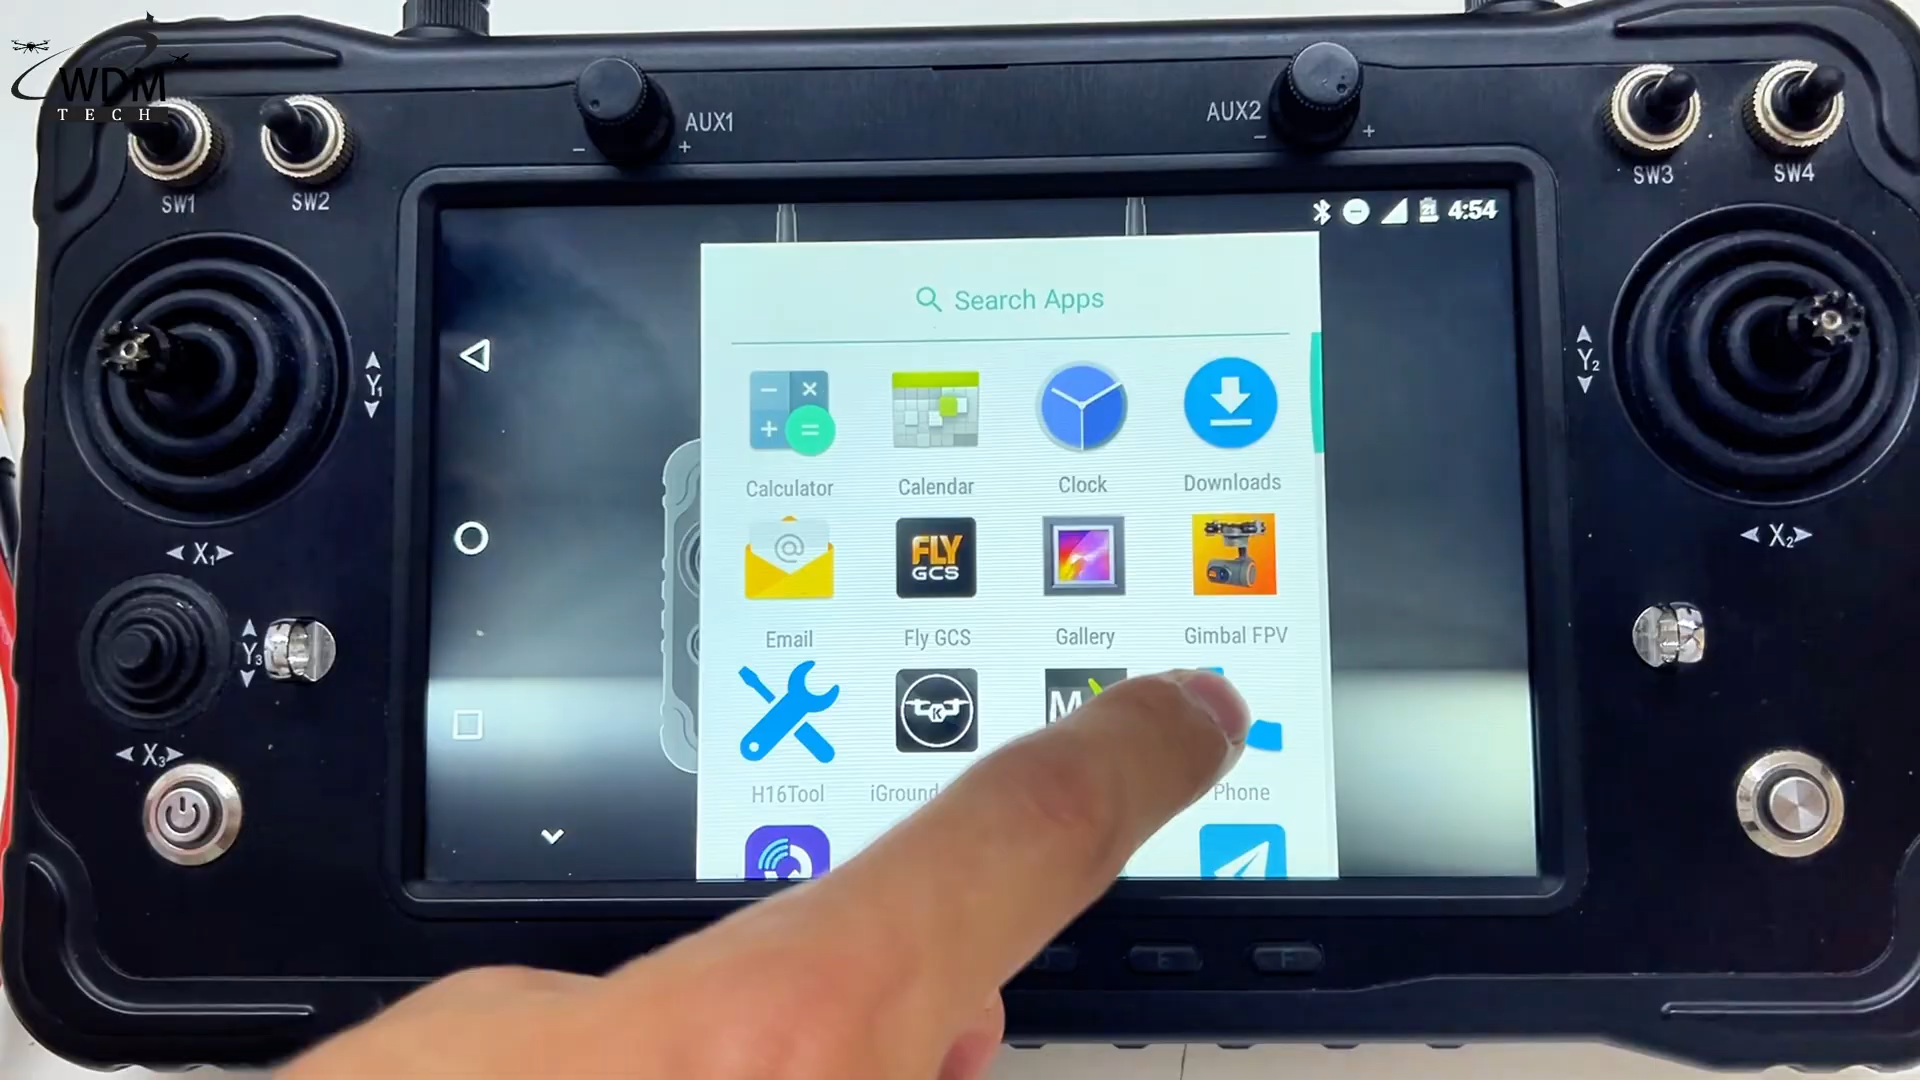 WDM
TECH
SW1
SW2
AUX1
- +
AUX2
- +
SW3
SW4
21 4:54
Search Apps
Calculator
Calendar
Clock
Downloads
FLY
GCS
Email
Fly GCS
Gallery
Gimbal FPV
K
M
H16Tool
iGround
Phone
Y1
X1
Y3
X3
Y2
X2
E
F